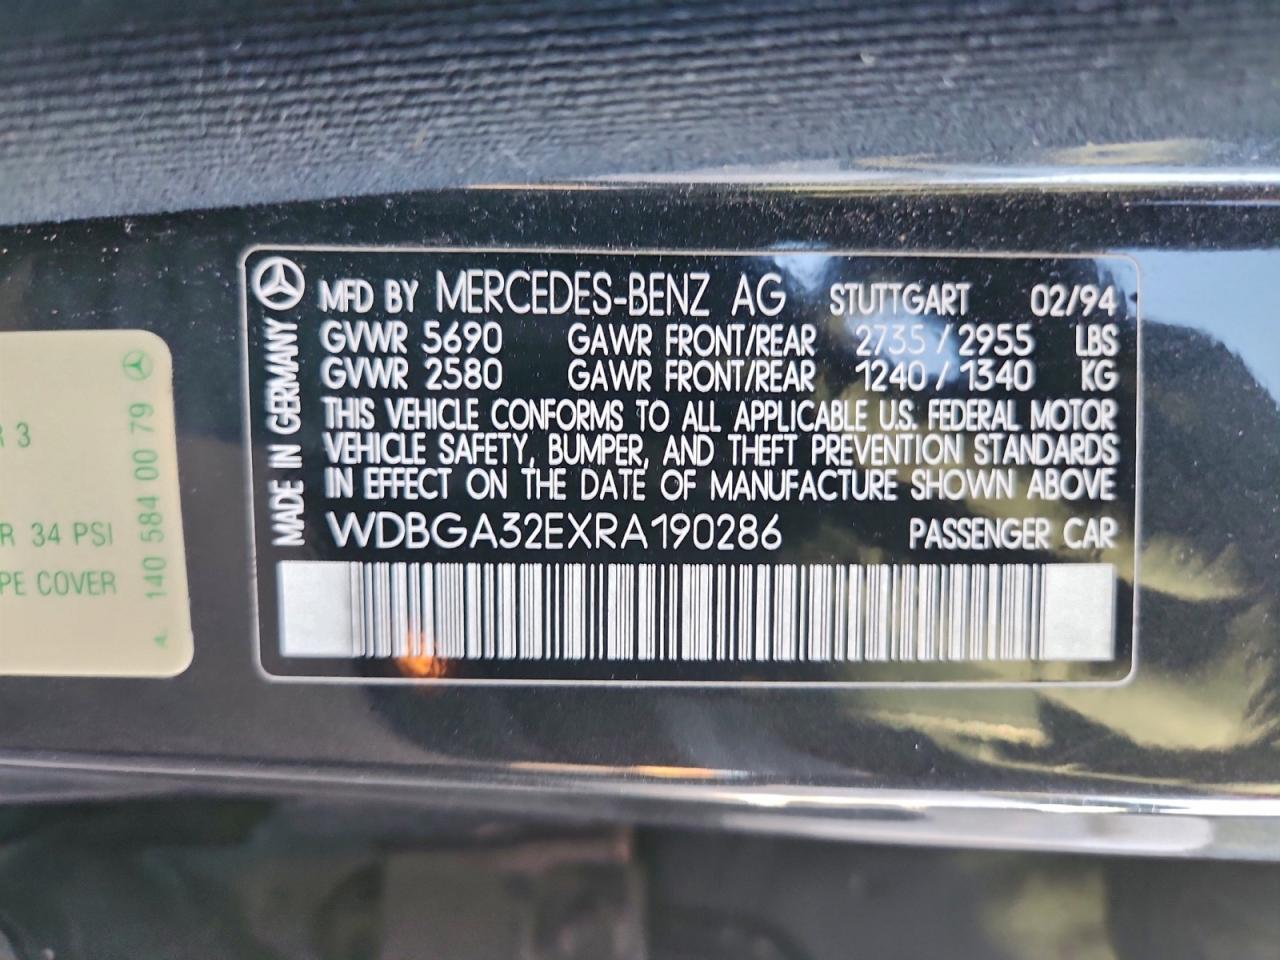 R 3
R 34 PSI
PE COVER
140 584 00 79
4.
MADE IN GERMANY
MFD BY MERCEDES-BENZ AG STUTTGART 02/94
GVWR 5690 GAWR FRONT/REAR 2735 / 2955 LBS
GVWR 2580 GAWR FRONT/REAR 1240 / 1340 KG
THIS VEHICLE CONFORMS TO ALL APPLICABLE U.S. FEDERAL MOTOR
VEHICLE SAFETY, BUMPER, AND THEFT PREVENTION STANDARDS
IN EFFECT ON THE DATE OF MANUFACTURE SHOWN ABOVE
WDBGA32EXRA190286 PASSENGER CAR